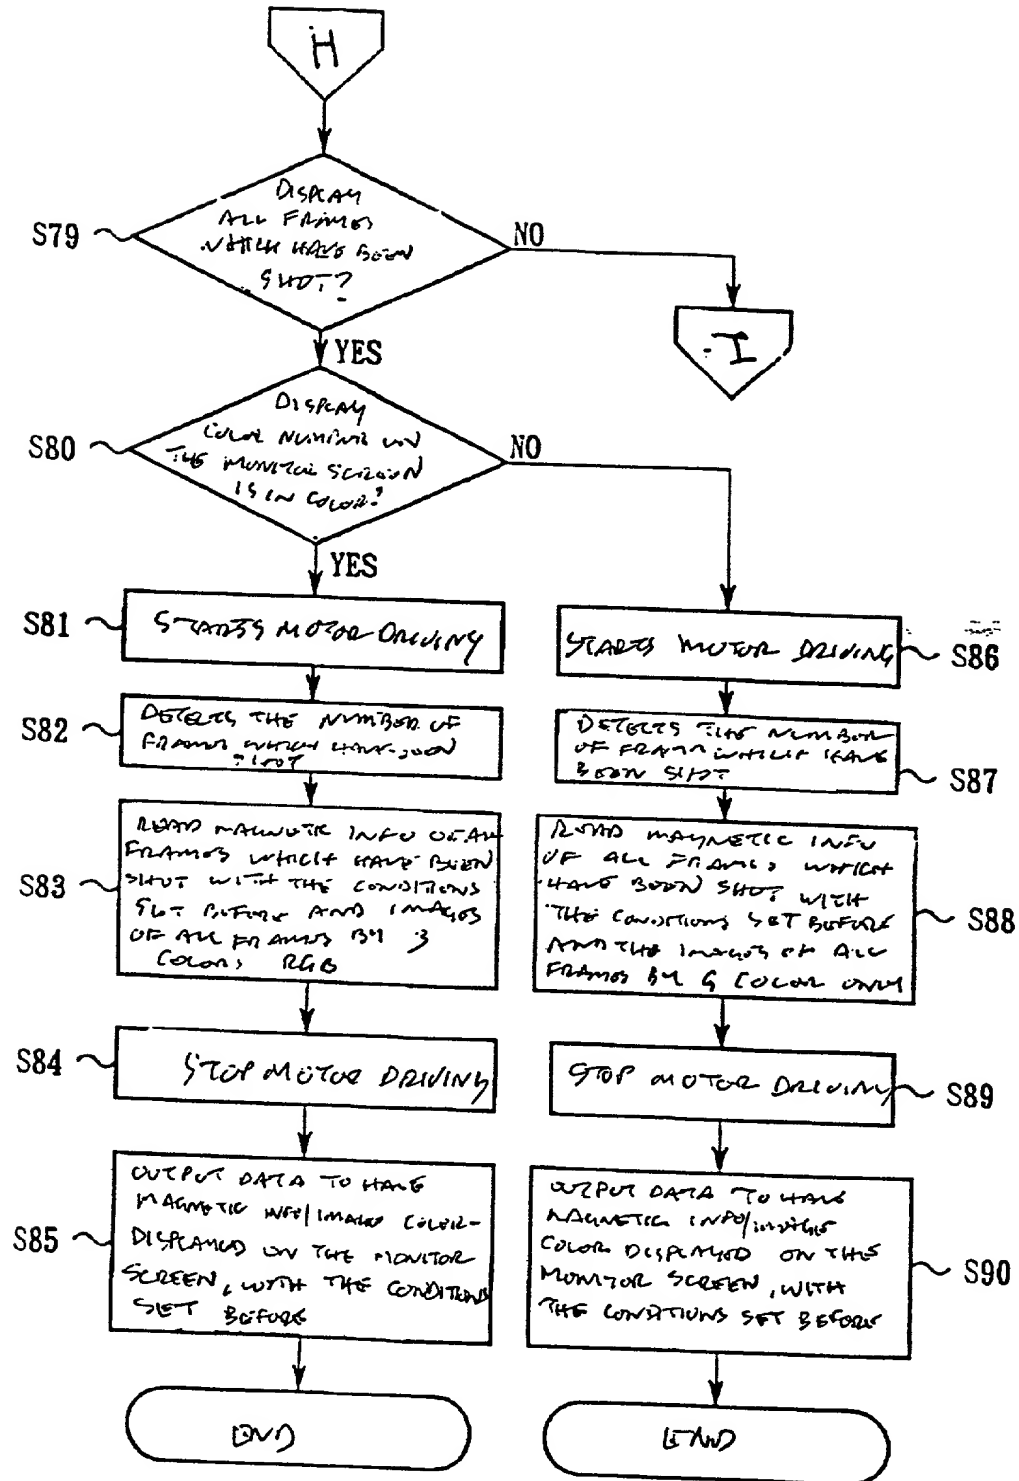 H
S79
DISPLAY
ALL FRAMES
WHICH HAVE BEEN
SHOT?
NO
I
YES
S80
DISPLAY
COLOR NUMBER ON
THE MONITOR SCREEN
IS IN COLOR?
NO
YES
S81
STARTS MOTOR DRIVING
STARTS MOTOR DRIVING
S86
S82
DETECTS THE NUMBER OF
FRAMES WHICH HAVE BEEN
SHOT
DETECTS THE NUMBER
OF FRAMES WHICH HAVE
BEEN SHOT
S87
S83
READ MAGNETIC INFO OF ALL
FRAMES WHICH HAVE BEEN
SHOT WITH THE CONDITIONS
SET BEFORE AND IMAGES
OF ALL FRAMES BY 3
COLORS RGB
READ MAGNETIC INFO
OF ALL FRAMES WHICH
HAVE BEEN SHOT WITH
THE CONDITIONS SET BEFORE
AND THE IMAGES OF ALL
FRAMES BY G COLOR ONLY
S88
S84
STOP MOTOR DRIVING
STOP MOTOR DRIVING
S89
S85
OUTPUT DATA TO HAVE
MAGNETIC INFO/IMAGE COLOR-
DISPLAYED ON THE MONITOR
SCREEN, WITH THE CONDITIONS
SET BEFORE
OUTPUT DATA TO HAVE
MAGNETIC INFO/IMAGE
COLOR DISPLAYED ON THE
MONITOR SCREEN, WITH
THE CONDITIONS SET BEFORE
S90
END
END